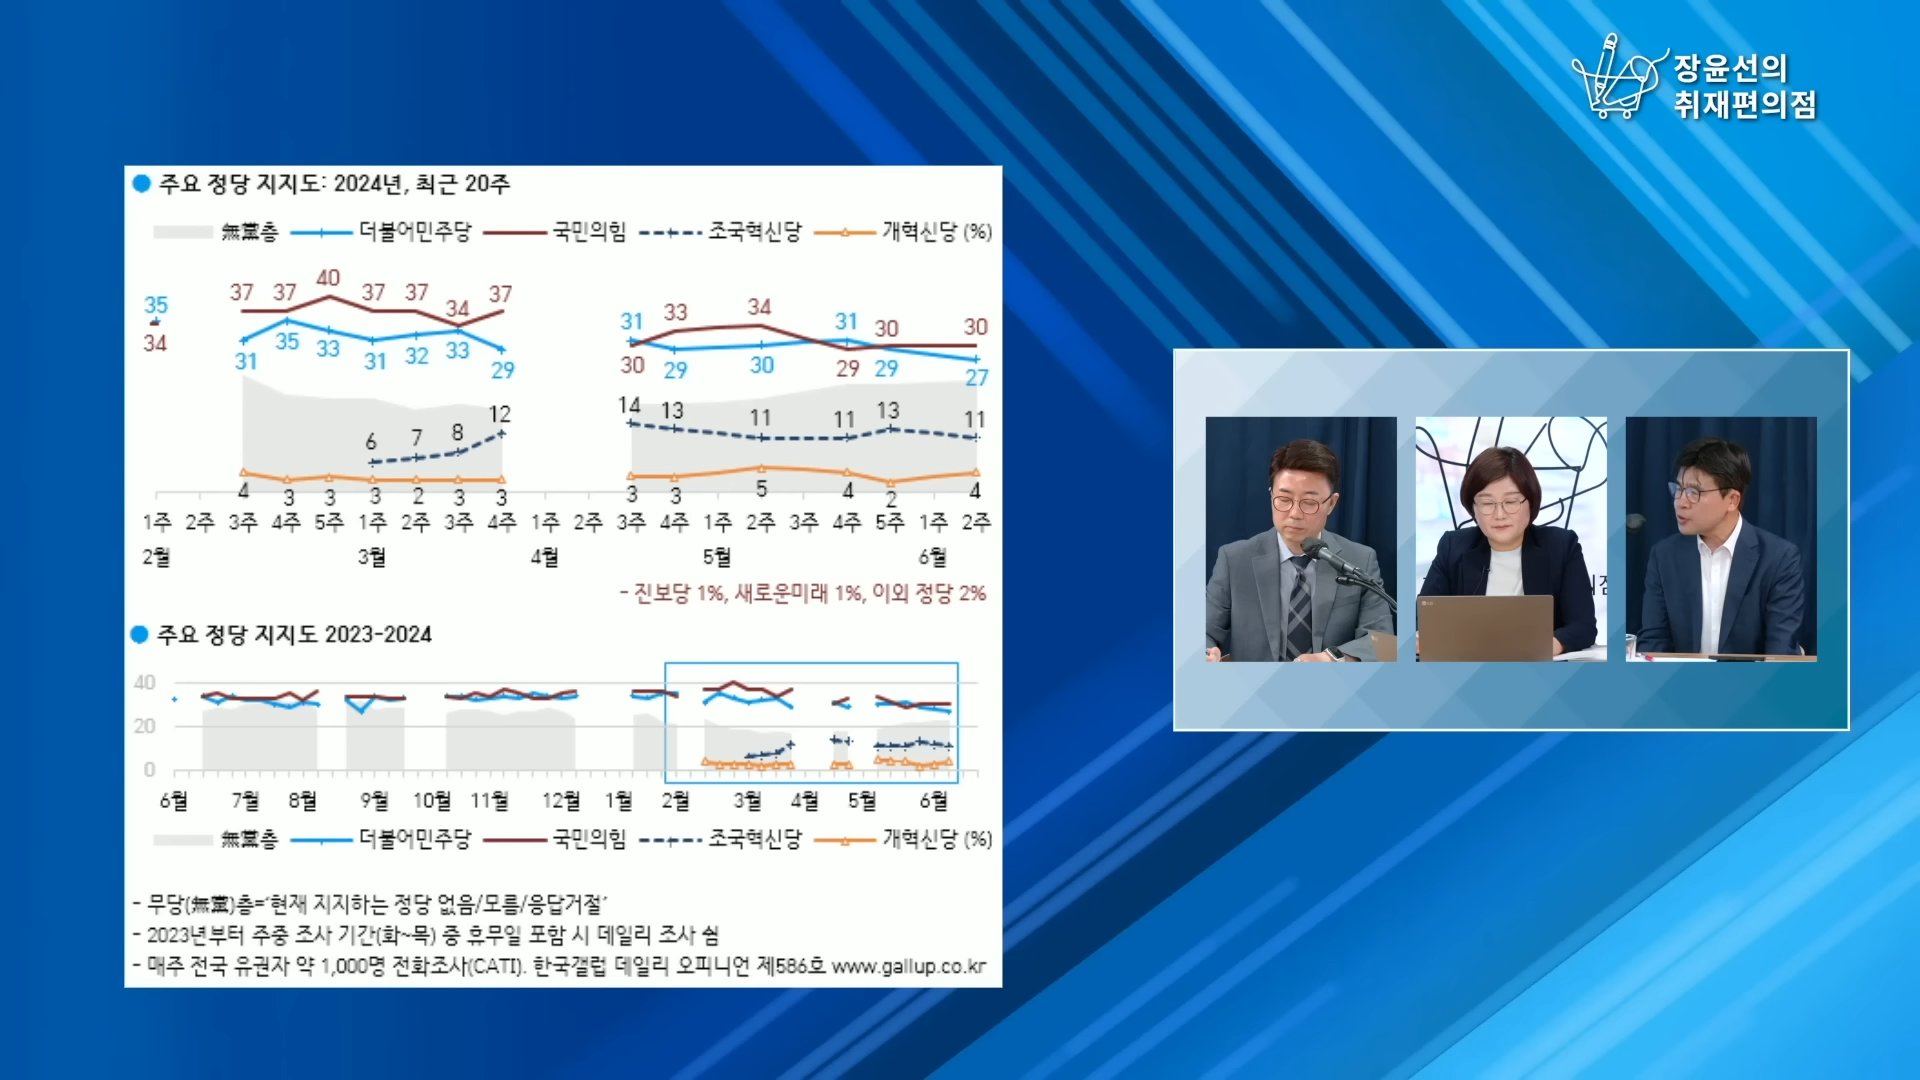 장윤선의
취재편의점
주요 정당 지지도: 2024년, 최근 20주
無黨층 더불어민주당 국민의힘 조국혁신당 개혁신당 (%)
35 37 37 40 37 37 34 37 31 33 34 31 30 30
34 31 35 33 31 32 33 29 30 29 30 29 29 27
6 7 8 12 14 13 11 11 13 11
4 3 3 3 2 3 3 3 3 5 4 2 4
1주 2주 3주 4주 5주 1주 2주 3주 4주 1주 2주 3주 4주 1주 2주 3주 4주 5주 1주 2주
2월 3월 4월 5월 6월
- 진보당 1%, 새로운미래 1%, 이외 정당 2%
주요 정당 지지도 2023-2024
40
20
0
6월 7월 8월 9월 10월 11월 12월 1월 2월 3월 4월 5월 6월
無黨층 더불어민주당 국민의힘 조국혁신당 개혁신당 (%)
- 무당(無黨)층=‘현재 지지하는 정당 없음/모름/응답거절’
- 2023년부터 주중 조사 기간(화~목) 중 휴무일 포함 시 데일리 조사 쉼
- 매주 전국 유권자 약 1,000명 전화조사(CATI). 한국갤럽 데일리 오피니언 제586호 www.gallup.co.kr